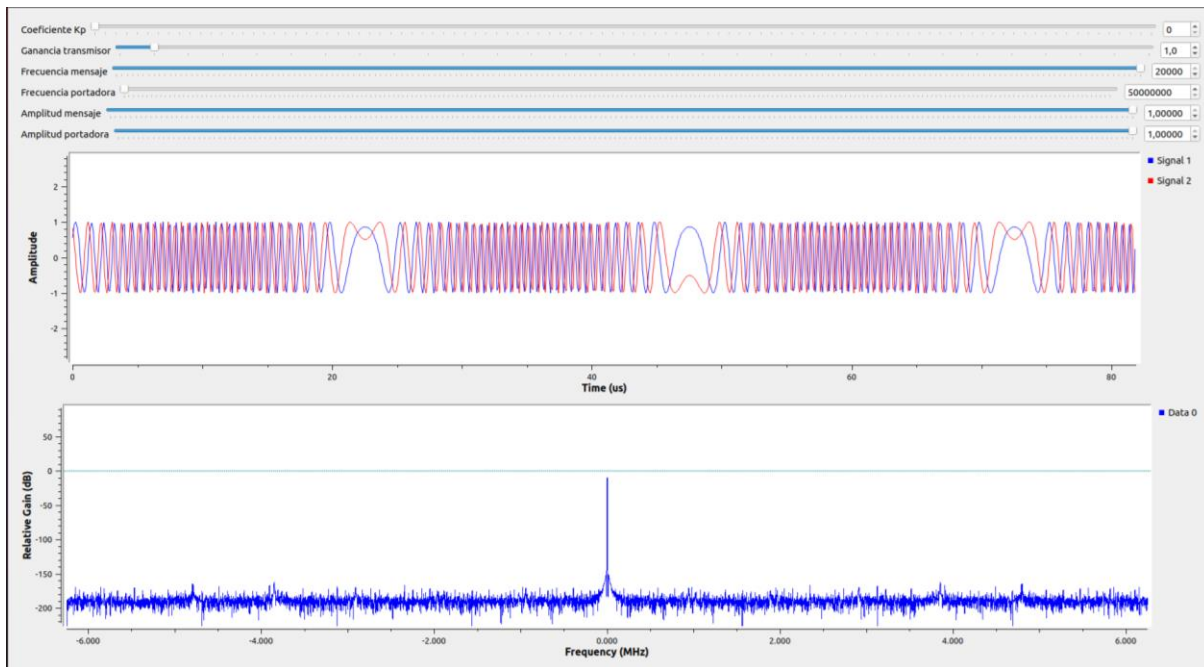 Coeficiente Kp 0
Ganancia transmisor 1,0
Frecuencia mensaje 20000
Frecuencia portadora 50000000
Amplitud mensaje 1,00000
Amplitud portadora 1,00000
Signal 1
Signal 2
Amplitude
2
1
0
-1
-2
0 20 40 60 80
Time (us)
Data 0
Relative Gain (dB)
50
0
-50
-100
-150
-200
-6.000 -4.000 -2.000 0.000 2.000 4.000 6.000
Frequency (MHz)